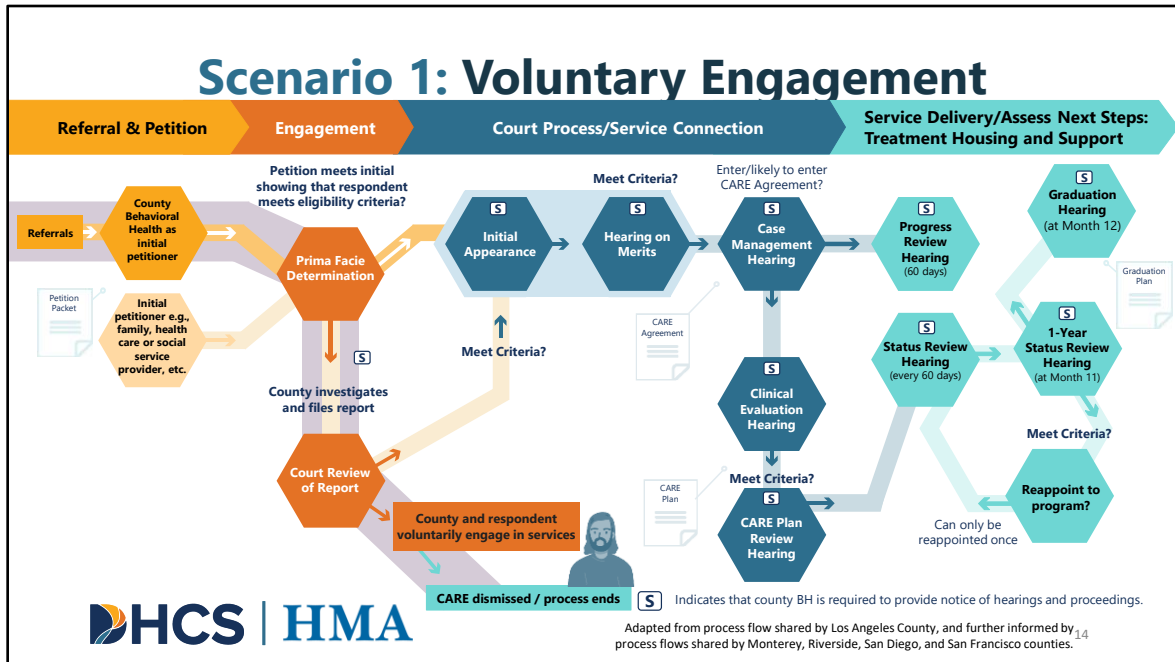 Scenario 1: Voluntary Engagement
Referral & Petition
Engagement
Court Process/Service Connection
Service Delivery/Assess Next Steps:
Treatment Housing and Support
Referrals
County
Behavioral
Health as
initial
petitioner
Petition
Packet
Initial
petitioner e.g.,
family, health
care or social
service
provider, etc.
Petition meets initial
showing that respondent
meets eligibility criteria?
Prima Facie
Determination
S
County investigates
and files report
Court Review
of Report
County and respondent
voluntarily engage in services
CARE dismissed / process ends
Meet Criteria?
S
Initial
Appearance
Meet Criteria?
S
Hearing on
Merits
Enter/likely to enter
CARE Agreement?
S
Case
Management
Hearing
CARE
Agreement
S
Clinical
Evaluation
Hearing
Meet Criteria?
CARE
Plan
S
CARE Plan
Review
Hearing
S
Progress
Review
Hearing
(60 days)
S
Status Review
Hearing
(every 60 days)
S
Graduation
Hearing
(at Month 12)
Graduation
Plan
S
1-Year
Status Review
Hearing
(at Month 11)
Meet Criteria?
Reappoint to
program?
Can only be
reappointed once
S Indicates that county BH is required to provide notice of hearings and proceedings.
DHCS
HMA
Adapted from process flow shared by Los Angeles County, and further informed by
process flows shared by Monterey, Riverside, San Diego, and San Francisco counties.
14